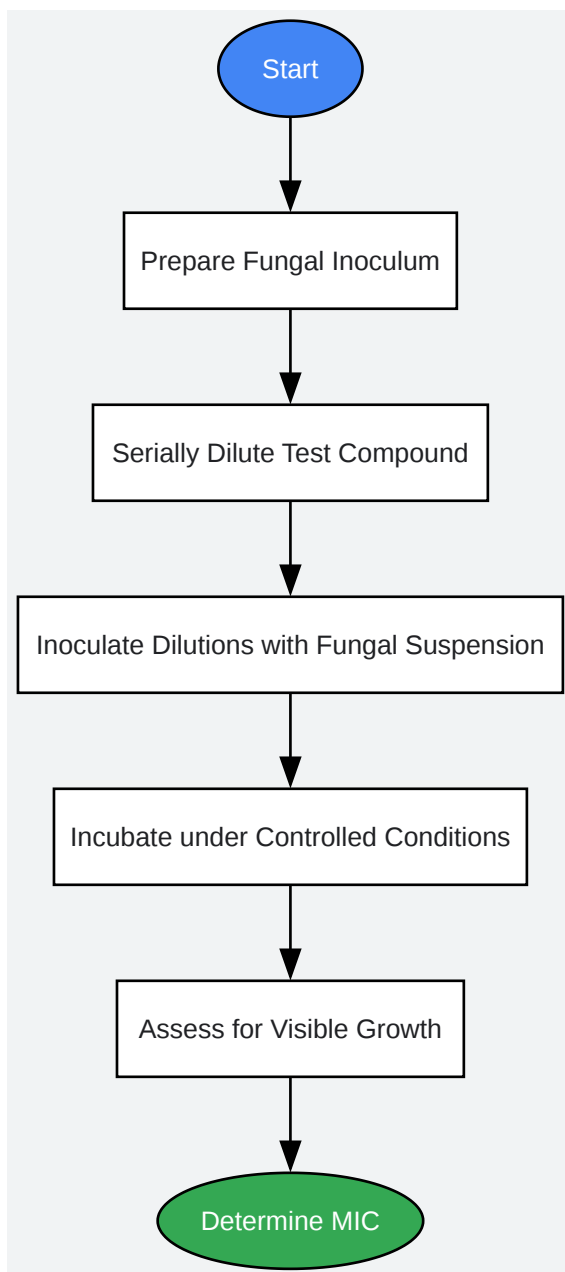 Start
Prepare Fungal Inoculum
Serially Dilute Test Compound
Inoculate Dilutions with Fungal Suspension
Incubate under Controlled Conditions
Assess for Visible Growth
Determine MIC